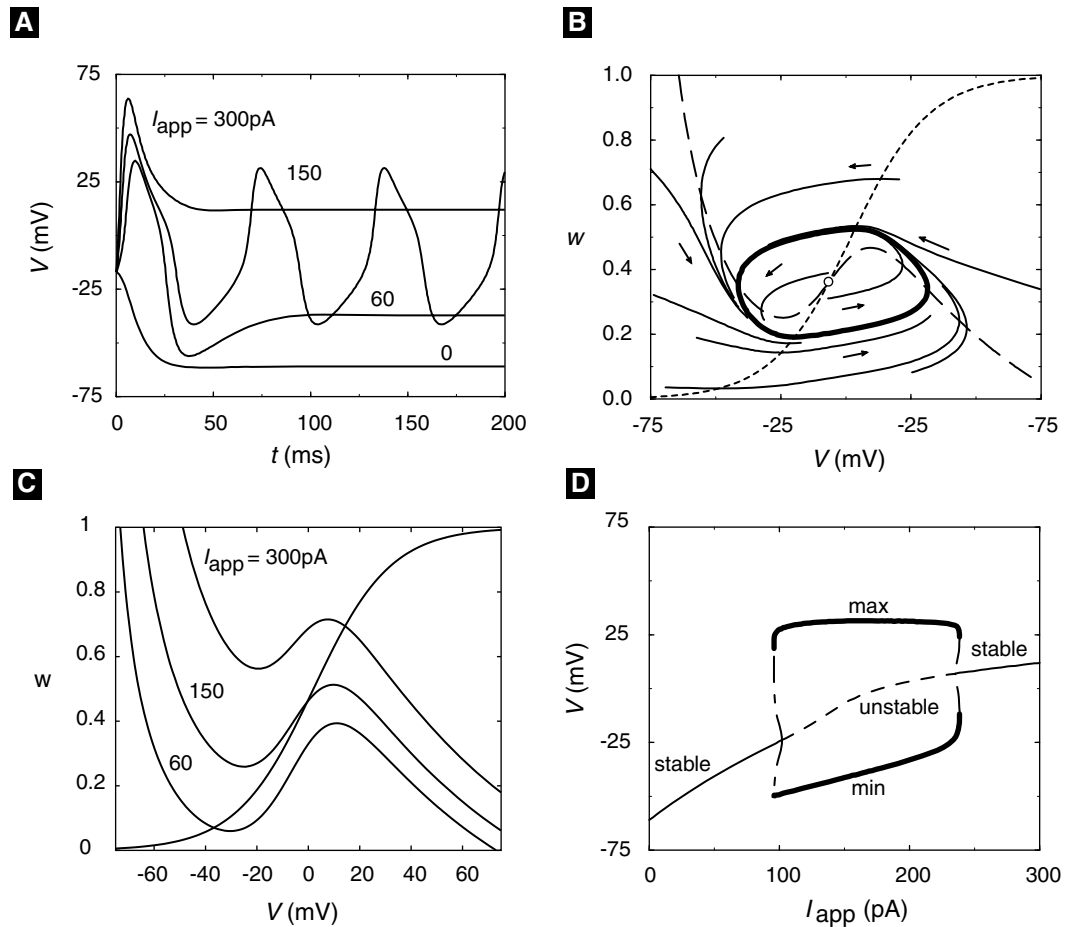 A
75
25
-25
-75
V (mV)
I app = 300pA
150
60
0
0 50 100 150 200
t (ms)
B
1.0
0.8
0.6
0.4
0.2
0.0
w
-75 -25 -25 -75
V (mV)
C
1
0.8
0.6
0.4
0.2
0
w
I app = 300pA
150
60
-60 -40 -20 0 20 40 60
V (mV)
D
75
25
-25
-75
V (mV)
max
stable
unstable
stable
min
0 100 200 300
I app (pA)